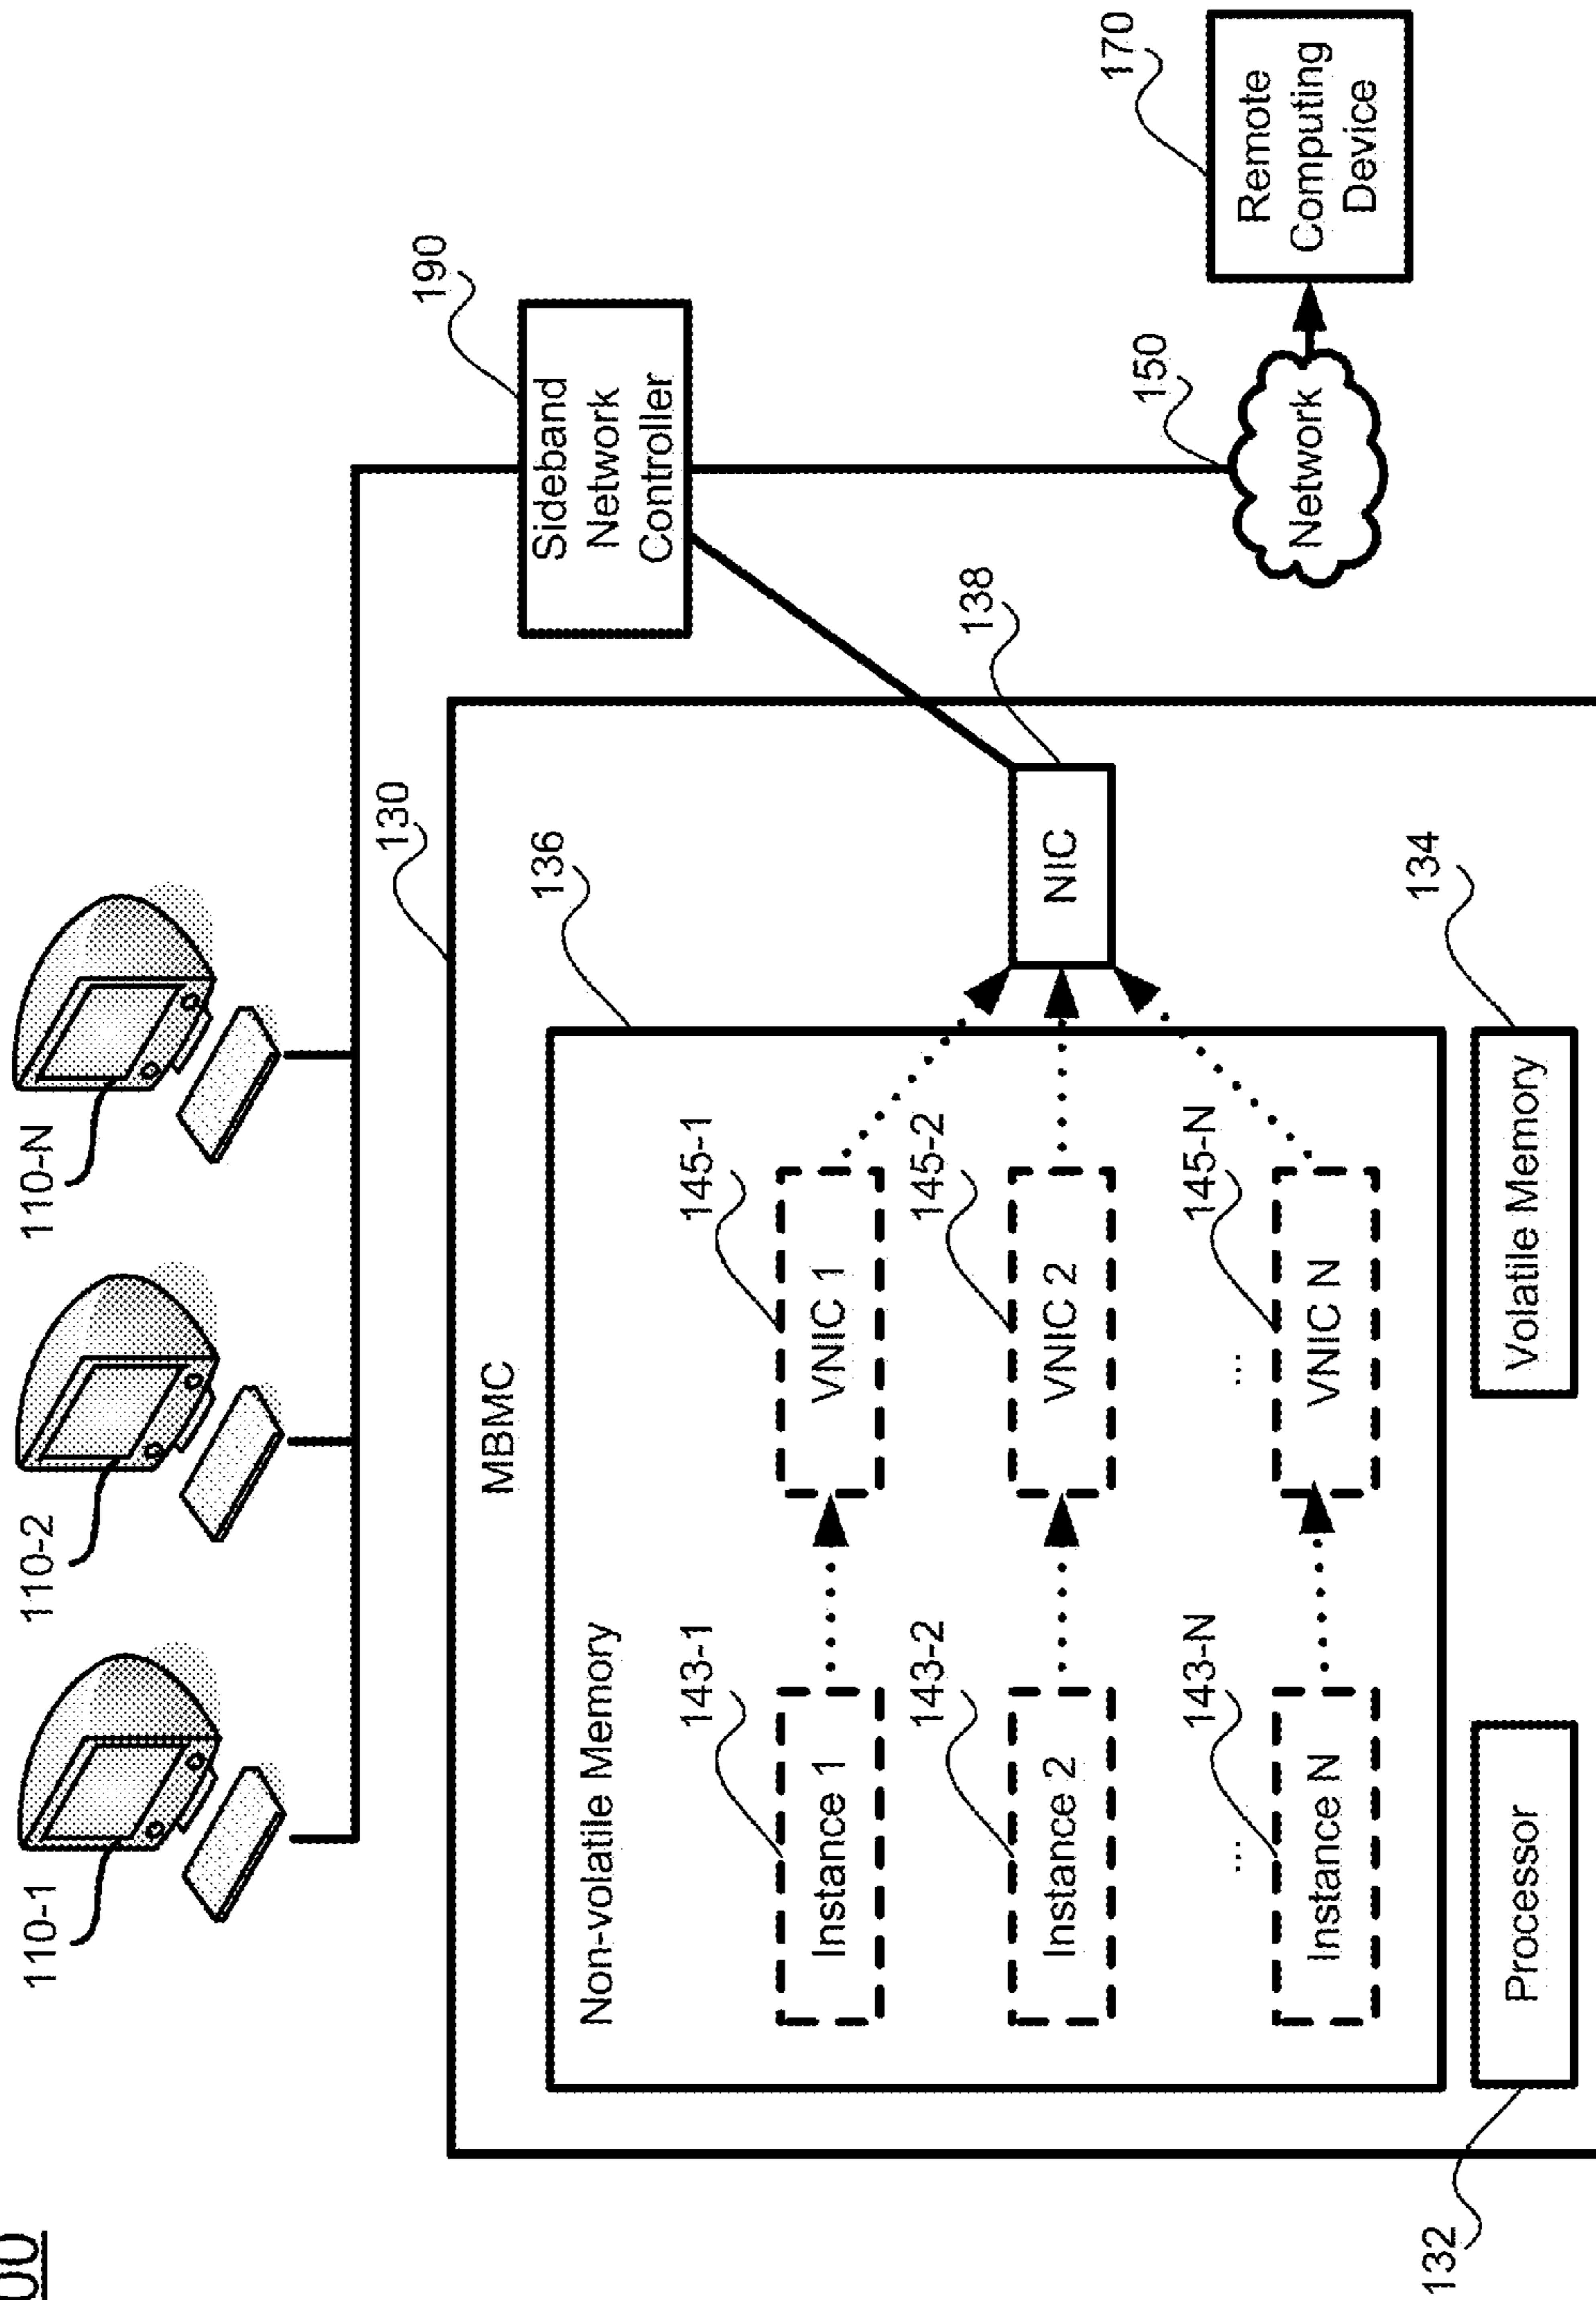 00
110-1
110-2
110-N
130
190
MBMC
136
Sideband
Network
Controller
Non-volatile Memory
143-1
145-1
Instance 1
VNIC 1
143-2
145-2
138
Instance 2
VNIC 2
NIC
150
170
143-N
145-N
...
...
Instance N
VNIC N
Network
Remote
Computing
Device
134
132
Processor
Volatile Memory